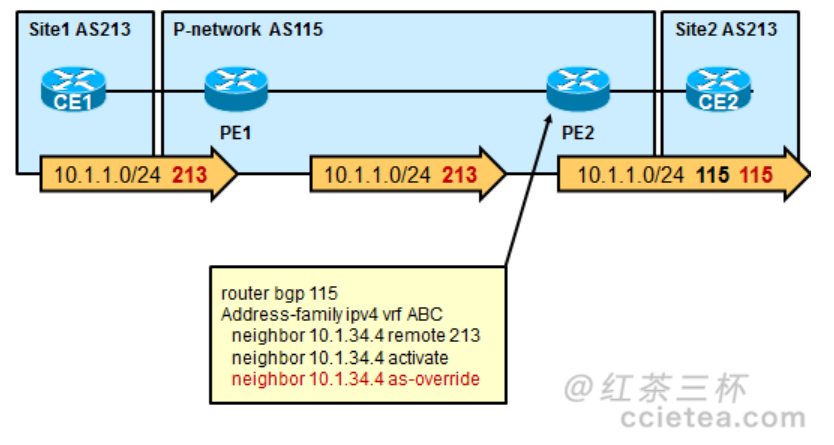 Site1 AS213
P-network AS115
Site2 AS213
CE1
PE1
PE2
CE2
10.1.1.0/24 213
10.1.1.0/24 213
10.1.1.0/24 115 115
router bgp 115
Address-family ipv4 vrf ABC
neighbor 10.1.34.4 remote 213
neighbor 10.1.34.4 activate
neighbor 10.1.34.4 as-override
@红茶三杯
ccietea.com